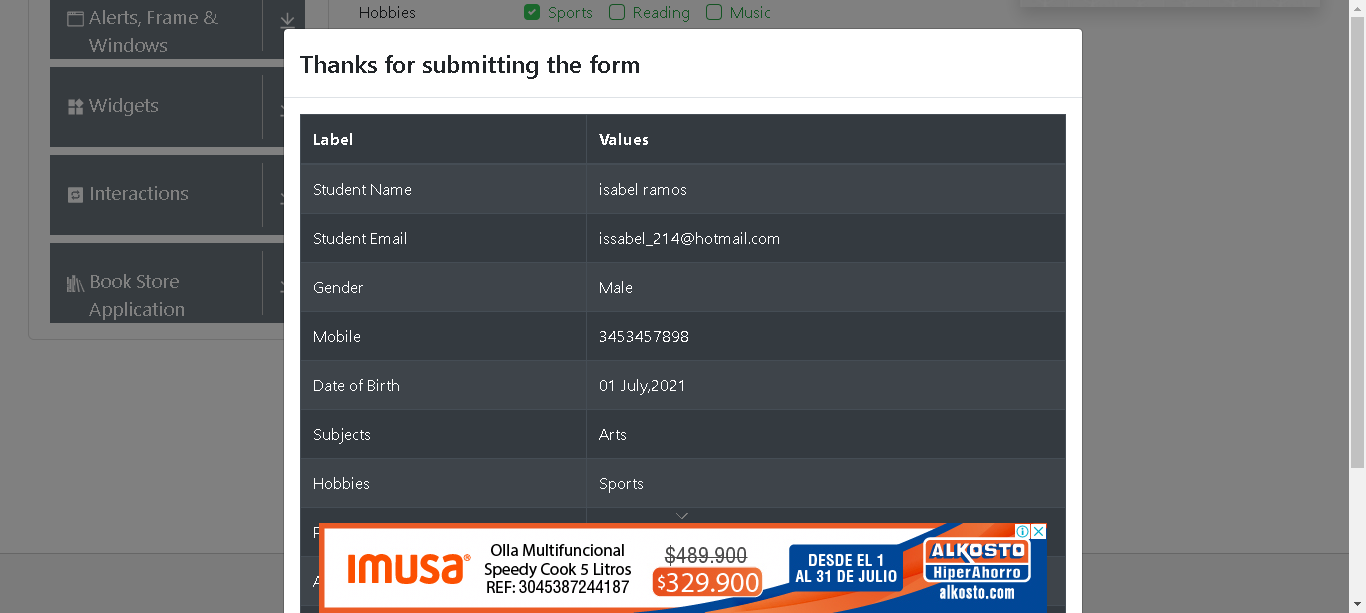 Alerts, Frame &
Windows
Hobbies
Sports
Reading
Music
Widgets
Interactions
Book Store
Application
Thanks for submitting the form
Label Values
Student Name isabel ramos
Student Email issabel_214@hotmail.com
Gender Male
Mobile 3453457898
Date of Birth 01 July,2021
Subjects Arts
Hobbies Sports
imusa®
Olla Multifuncional
Speedy Cook 5 Litros
REF: 3045387244187
$489.900
$329.900
DESDE EL 1
AL 31 DE JULIO
ALKOSTO
HiperAhorro
alkosto.com